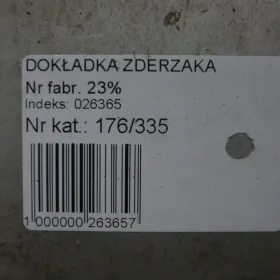 DOKŁADKA ZDERZAKA
Nr fabr. 23%
Indeks: 026365
Nr kat.: 176/335
1 000000 263657